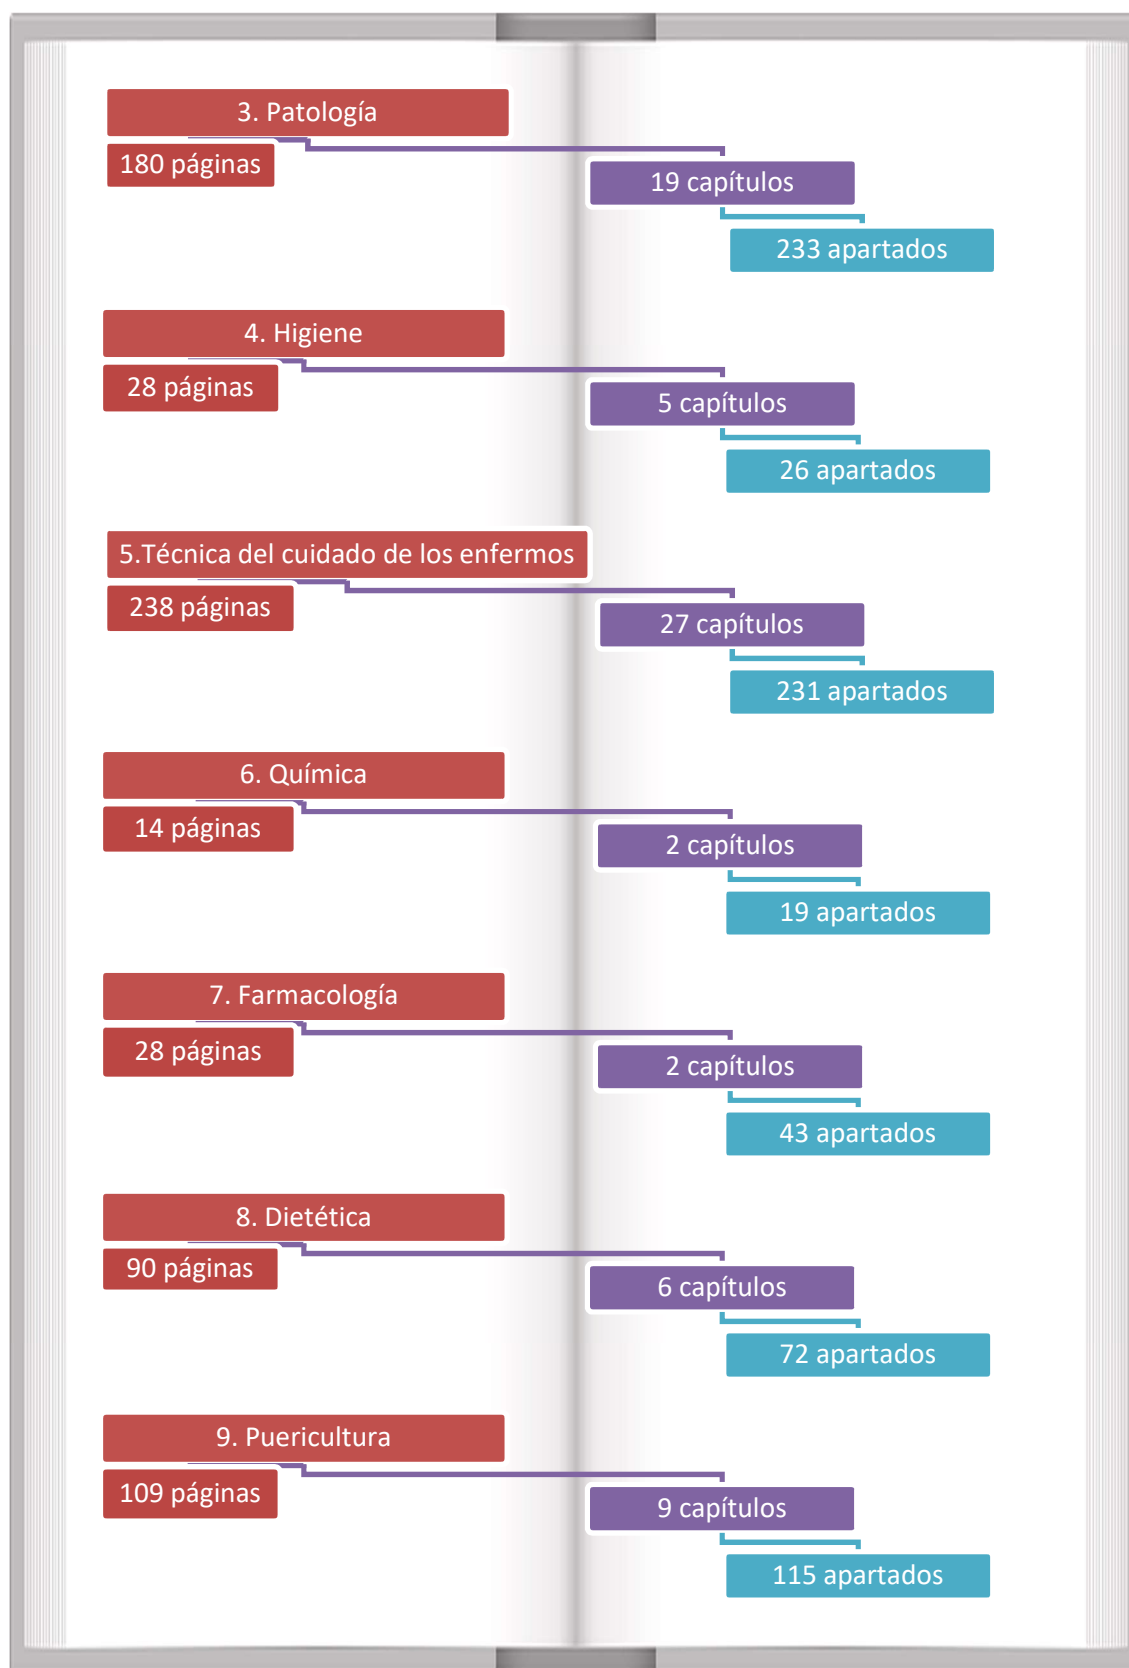 3. Patología
180 páginas
19 capítulos
233 apartados
4. Higiene
28 páginas
5 capítulos
26 apartados
5.Técnica del cuidado de los enfermos
238 páginas
27 capítulos
231 apartados
6. Química
14 páginas
2 capítulos
19 apartados
7. Farmacología
28 páginas
2 capítulos
43 apartados
8. Dietética
90 páginas
6 capítulos
72 apartados
9. Puericultura
109 páginas
9 capítulos
115 apartados